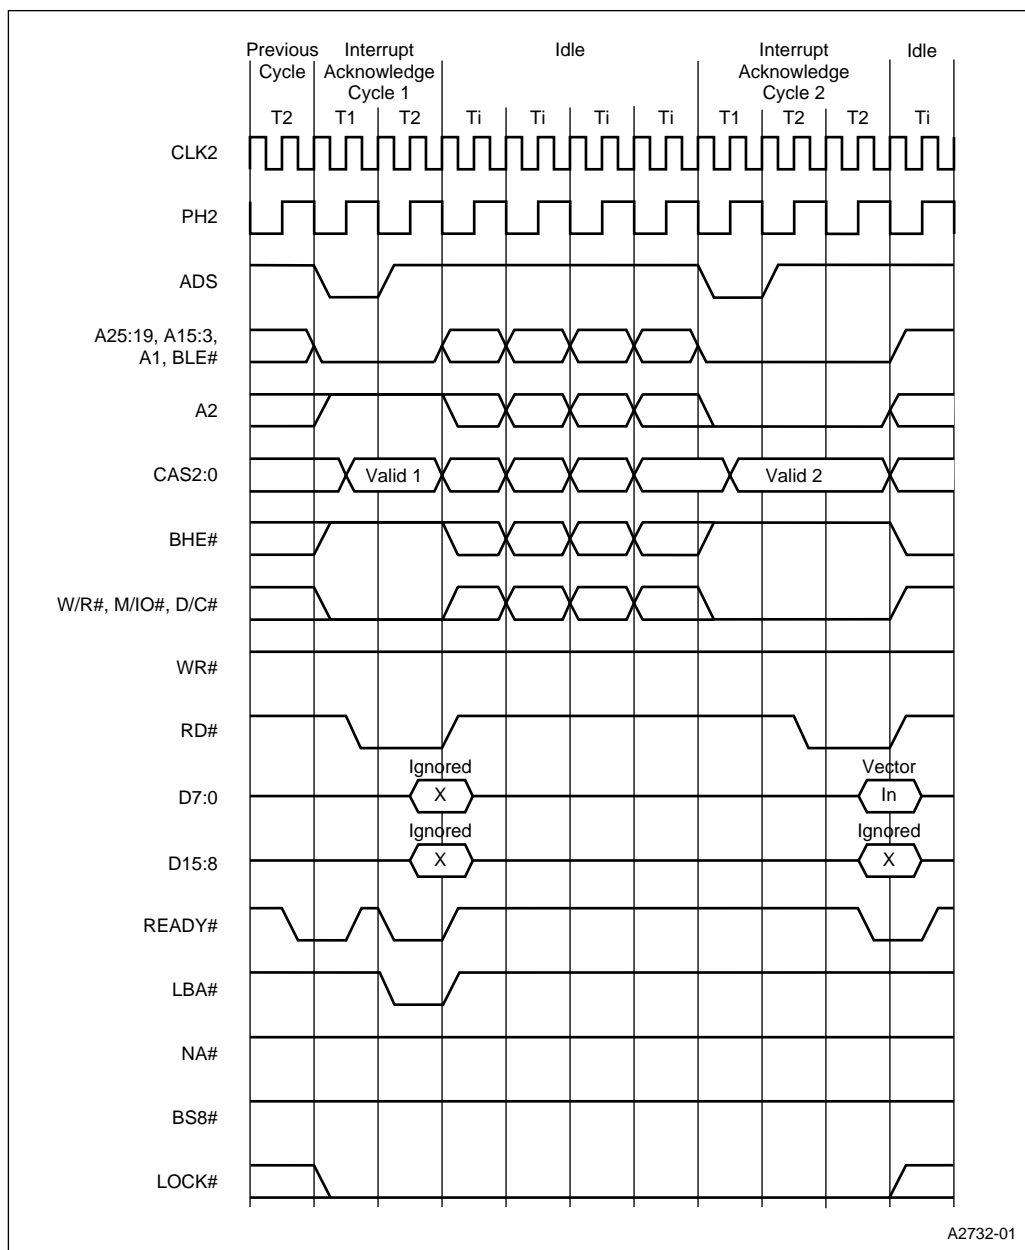 Previous Cycle
Interrupt Acknowledge Cycle 1
Idle
Interrupt Acknowledge Cycle 2
Idle
T2 T1 T2 Ti Ti Ti Ti T1 T2 T2 Ti
CLK2
PH2
ADS
A25:19, A15:3,
A1, BLE#
A2
CAS2:0 Valid 1 Valid 2
BHE#
W/R#, M/IO#, D/C#
WR#
RD#
Ignored Vector
D7:0 X In
Ignored Ignored
D15:8 X X
READY#
LBA#
NA#
BS8#
LOCK#
A2732-01